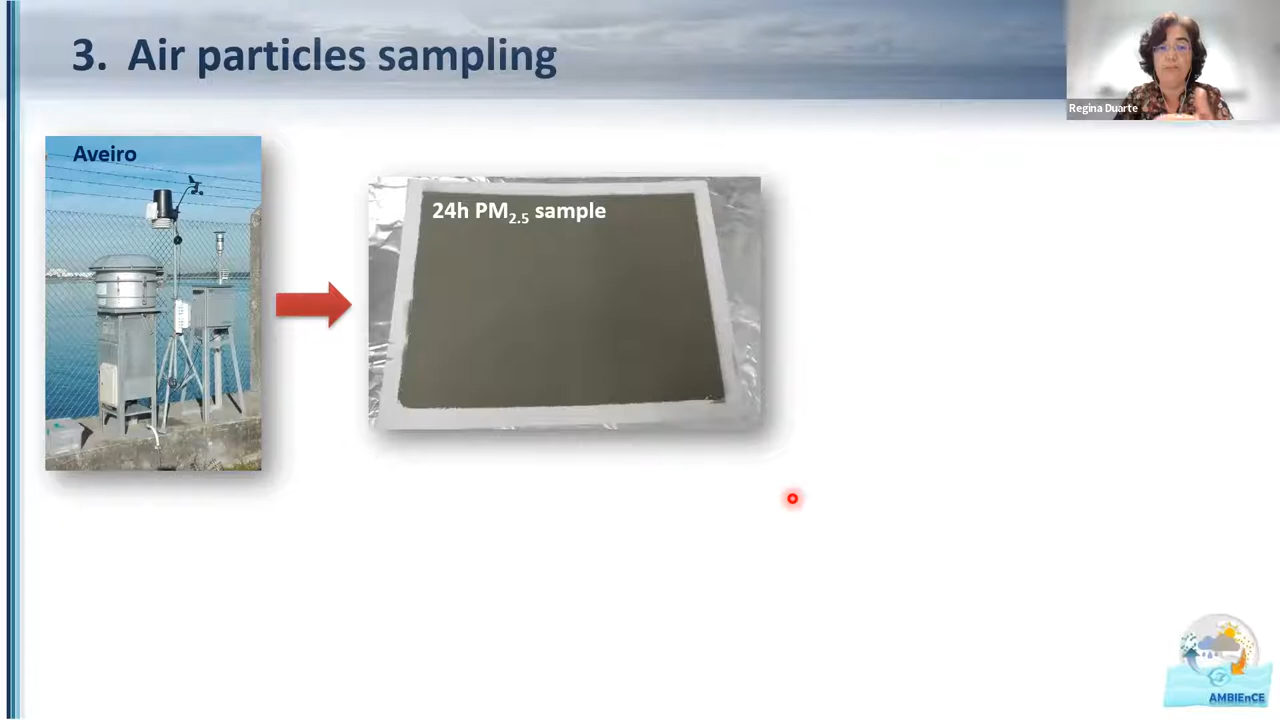 3. Air particles sampling
Regina Duarte
Aveiro
24h PM2.5 sample
AMBIEnCE